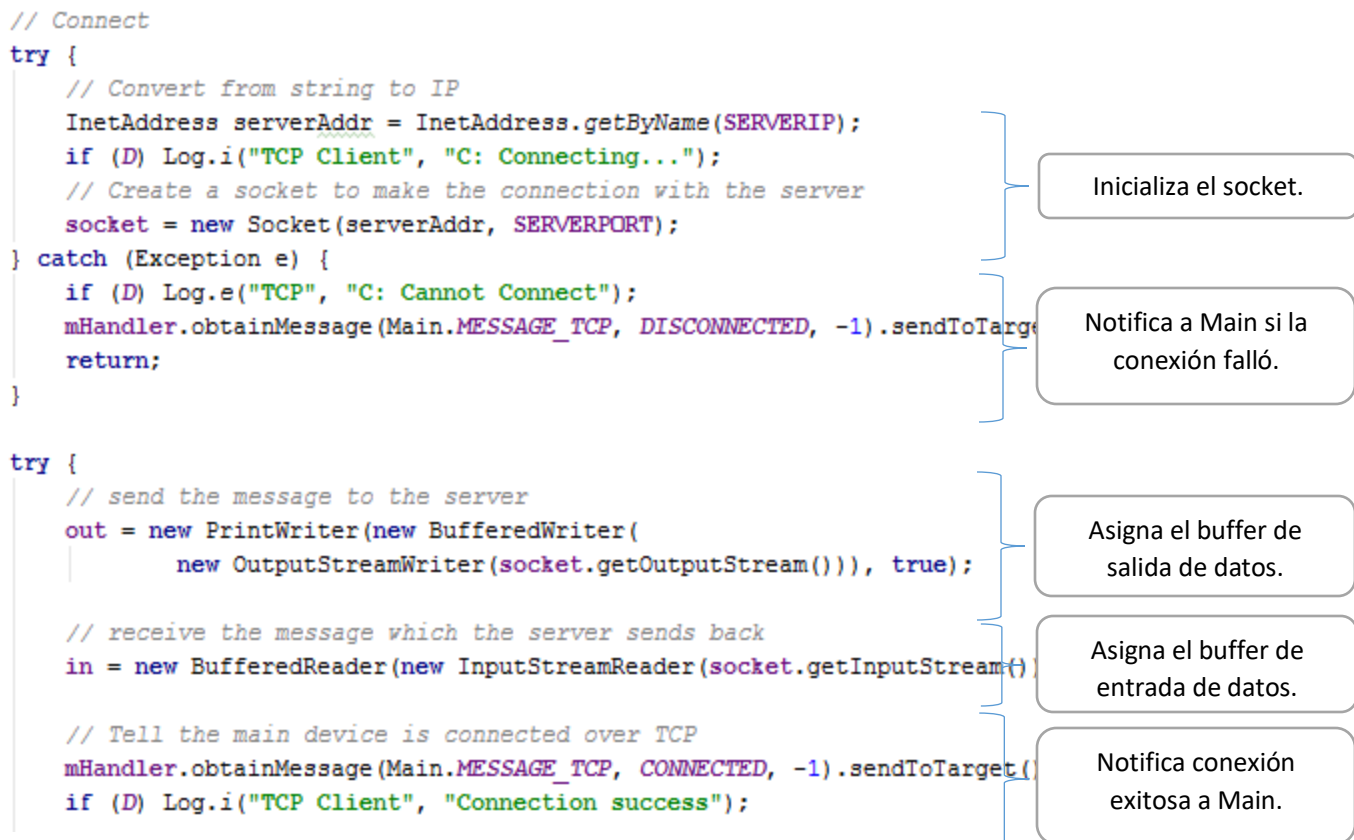 // Connect
try {
// Convert from string to IP
InetAddress serverAddr = InetAddress.getByName(SERVERIP);
if (D) Log.i("TCP Client", "C: Connecting...");
// Create a socket to make the connection with the server
socket = new Socket(serverAddr, SERVERPORT);
Inicializa el socket.
} catch (Exception e) {
if (D) Log.e("TCP", "C: Cannot Connect");
mHandler.obtainMessage(Main.MESSAGE_TCP, DISCONNECTED, -1).sendToTarge
return;
}
Notifica a Main si la
conexión falló.
try {
// send the message to the server
out = new PrintWriter(new BufferedWriter(
new OutputStreamWriter(socket.getOutputStream())), true);
Asigna el buffer de
salida de datos.
// receive the message which the server sends back
in = new BufferedReader(new InputStreamReader(socket.getInputStream())
Asigna el buffer de
entrada de datos.
// Tell the main device is connected over TCP
mHandler.obtainMessage(Main.MESSAGE_TCP, CONNECTED, -1).sendToTarget()
if (D) Log.i("TCP Client", "Connection success");
Notifica conexión
exitosa a Main.